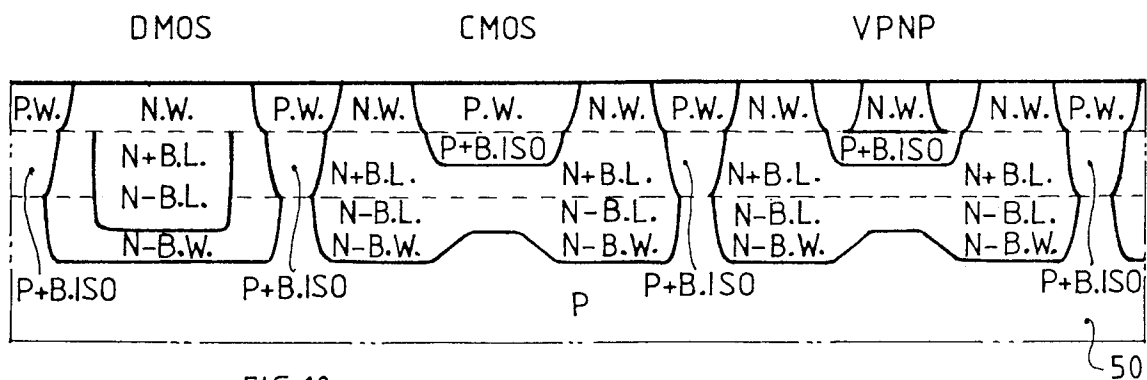 DMOS CMOS VPNP
P.W. N.W. P.W. N.W. P.W. N.W. P.W. N.W. N.W. N.W. P.W.
N+B.L. P+B.ISO P+B.ISO
N-B.L. N+B.L. N+B.L. N+B.L. N+B.L.
N-B.L. N-B.L. N-B.L. N-B.L.
N-B.W. N-B.W. N-B.W. N-B.W. N-B.W.
P+B.ISO P+B.ISO P+B.ISO P+B.ISO
P
50